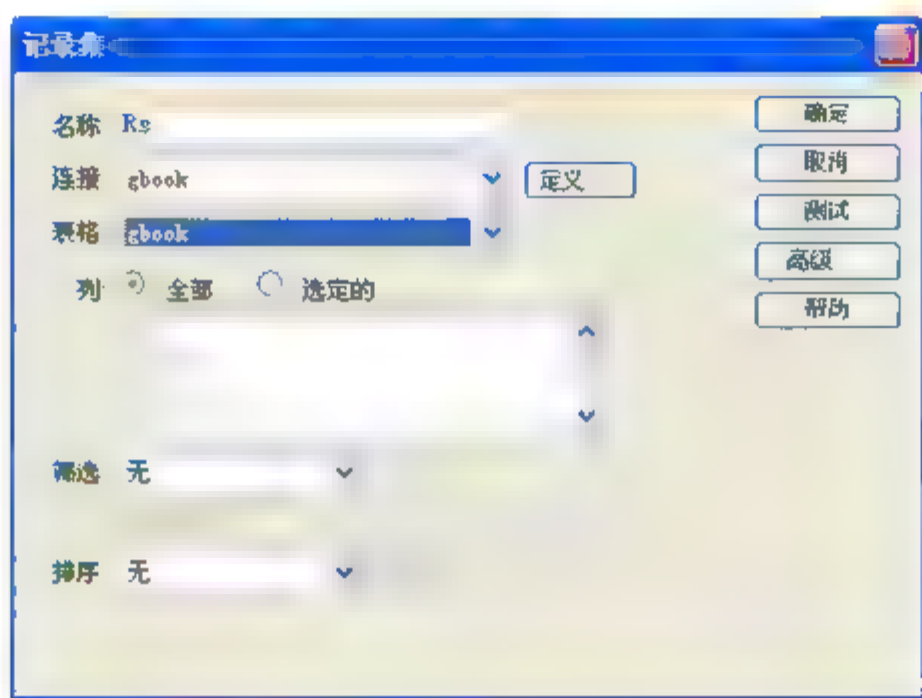 记录集
名称 Rs
确定
连接 gbook
定义
取消
表格 gbook
测试
列 全部 选定的
高级
帮助
筛选 无
排序 无